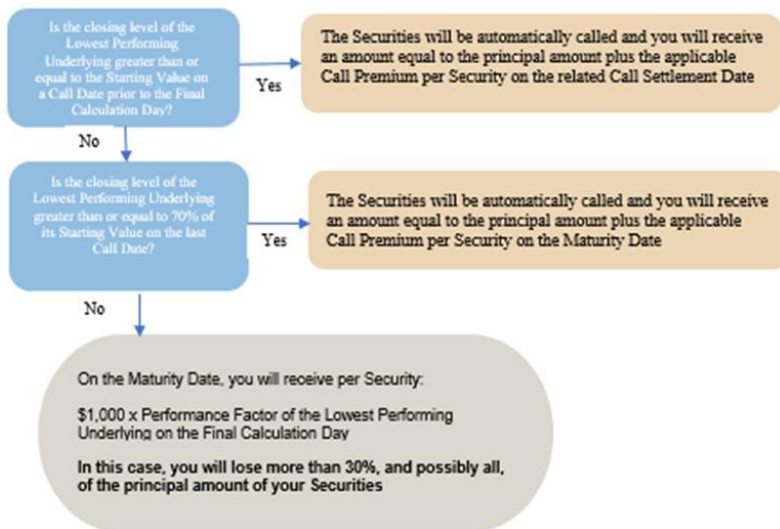 Is the closing level of the
Lowest Performing
Underlying greater than or
equal to the Starting Value on
a Call Date prior to the Final
Calculation Day?
Yes
The Securities will be automatically called and you will receive
an amount equal to the principal amount plus the applicable
Call Premium per Security on the related Call Settlement Date
No
Is the closing level of the
Lowest Performing Underlying
greater than or equal to 70% of
its Starting Value on the last
Call Date?
Yes
The Securities will be automatically called and you will receive
an amount equal to the principal amount plus the applicable
Call Premium per Security on the Maturity Date
No
On the Maturity Date, you will receive per Security:
$1,000 x Performance Factor of the Lowest Performing
Underlying on the Final Calculation Day
In this case, you will lose more than 30%, and possibly all,
of the principal amount of your Securities